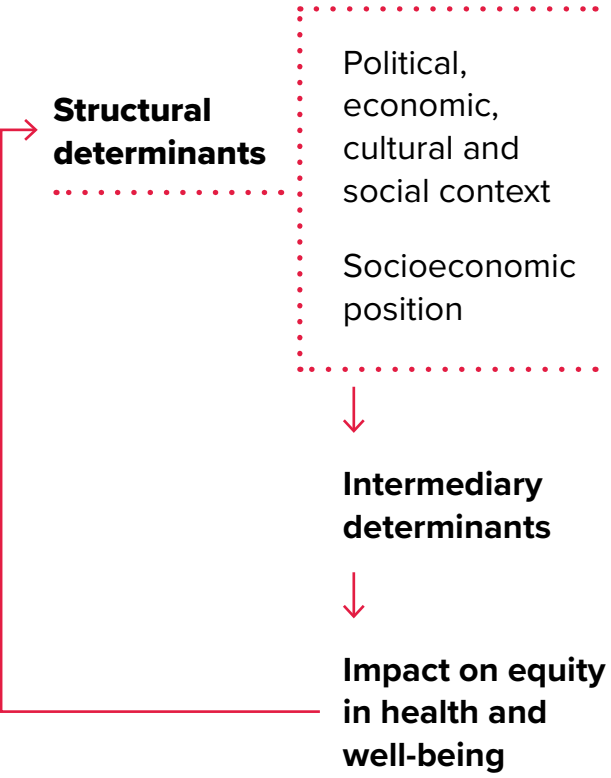 Structural
determinants
Political,
economic,
cultural and
social context
Socioeconomic
position
Intermediary
determinants
Impact on equity
in health and
well-being